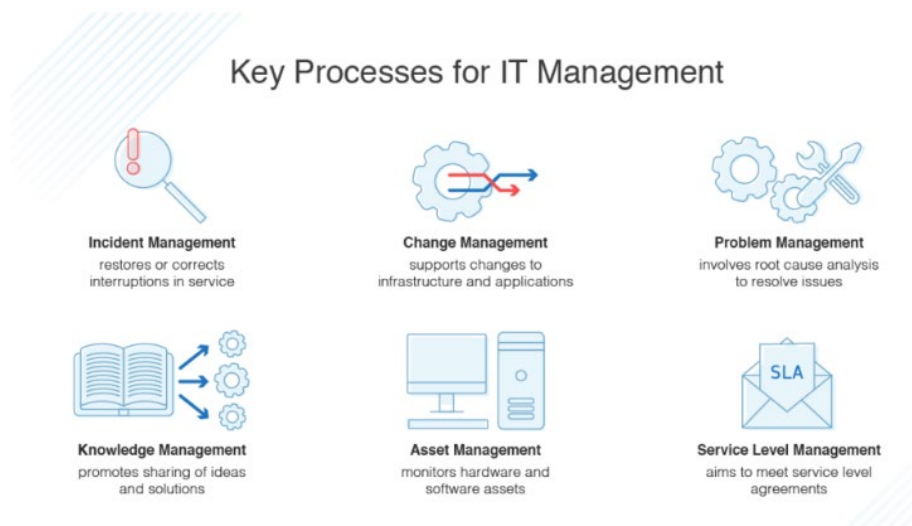 Key Processes for IT Management
Incident Management
restores or corrects
interruptions in service
Change Management
supports changes to
infrastructure and applications
Problem Management
involves root cause analysis
to resolve issues
Knowledge Management
promotes sharing of ideas
and solutions
Asset Management
monitors hardware and
software assets
SLA
Service Level Management
aims to meet service level
agreements